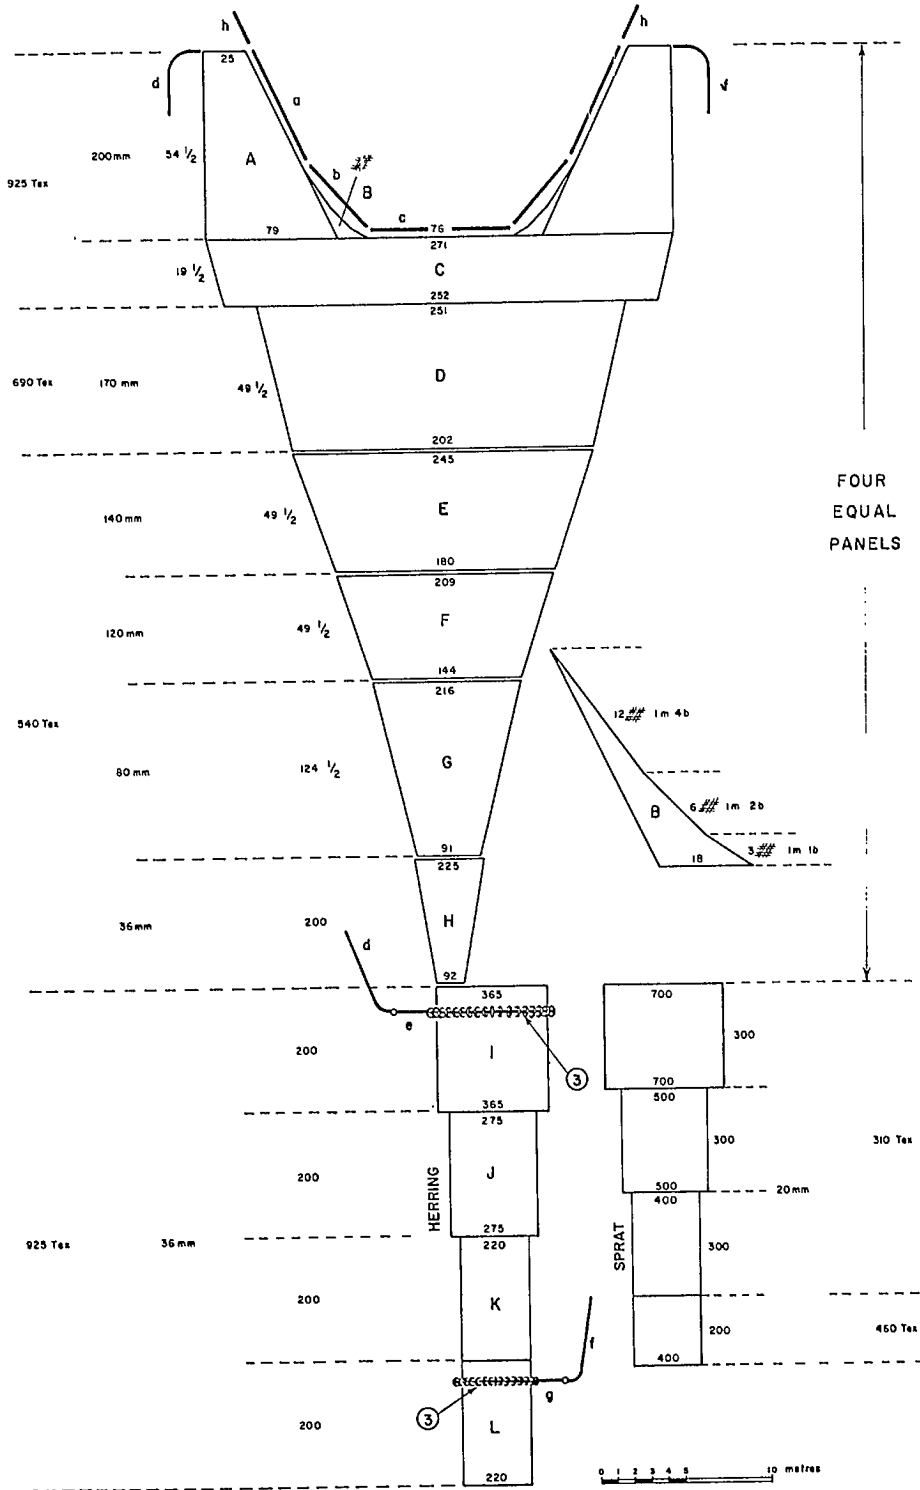 h
h
d
25
f
a
200mm
54 1/2
A
925 Tex
b
B
c
79
76
271
19 1/2
C
252
251
690 Tex
170 mm
49 1/2
D
202
245
FOUR
EQUAL
PANELS
140mm
49 1/2
E
180
209
120mm
49 1/2
F
144
216
12 1m 4b
540 Tex
80mm
124 1/2
G
6 1m 2b
B
3 1m 1b
18
91
225
36mm
200
H
d
92
365
700
e
200
I
300
3
365
700
275
500
HERRING
200
J
300
310 Tex
275
500
20mm
400
925 Tex
36mm
220
SPRAT
300
200
K
f
200
460 Tex
400
g
3
200
L
220
0 1 2 3 4 5 10 metres